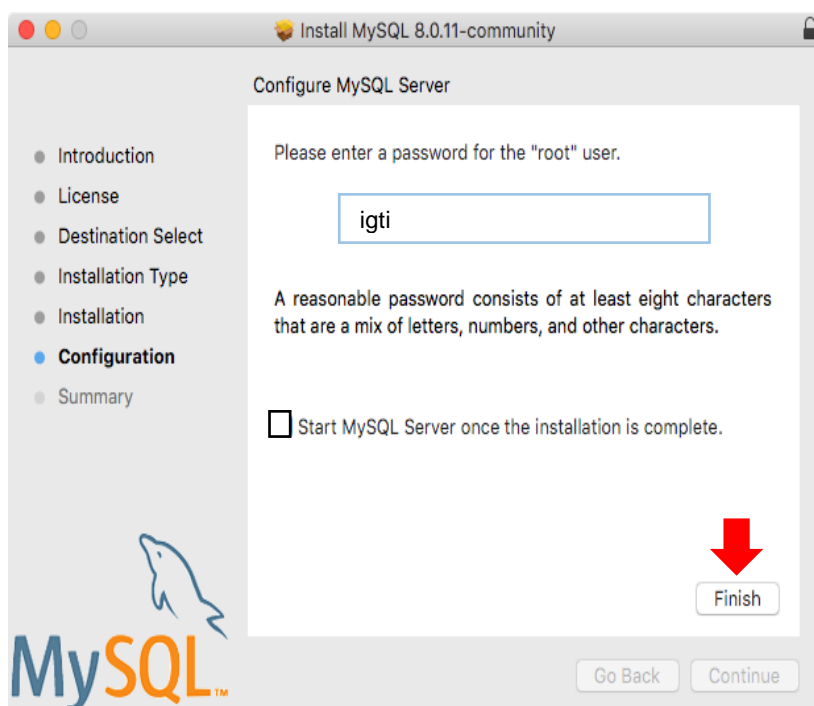 Install MySQL 8.0.11-community
Configure MySQL Server
Introduction
License
Destination Select
Installation Type
Installation
Configuration
Summary
Please enter a password for the "root" user.
igti
A reasonable password consists of at least eight characters
that are a mix of letters, numbers, and other characters.
Start MySQL Server once the installation is complete.
Finish
MySQL™
Go Back
Continue